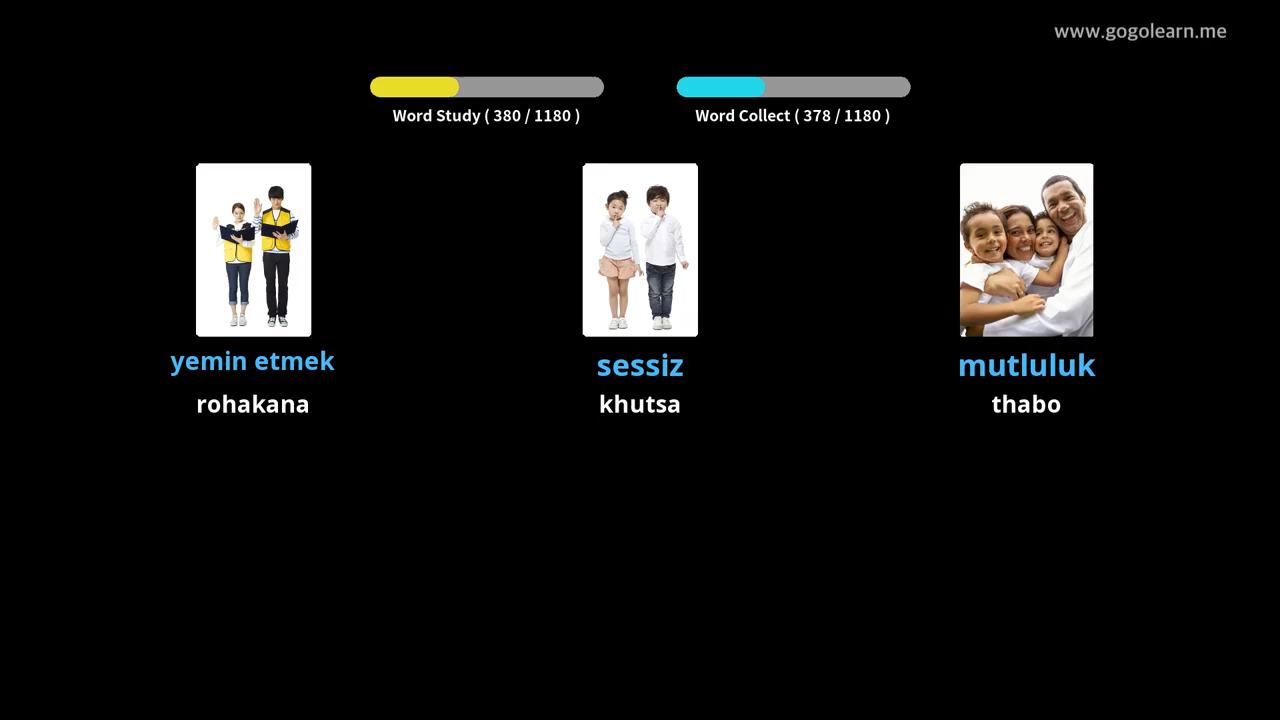 www.gogolearn.me
Word Study ( 380 / 1180 )
Word Collect ( 378 / 1180 )
yemin etmek
rohakana
sessiz
khutsa
mutluluk
thabo